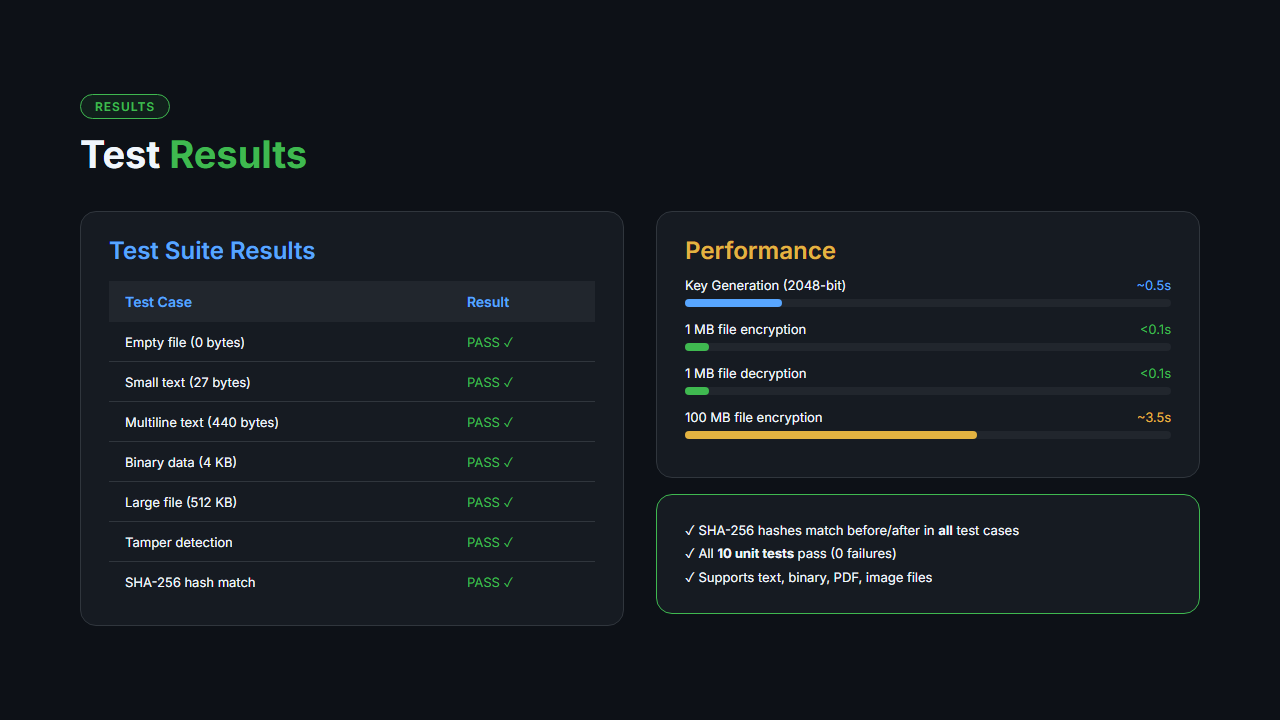 RESULTS
Test Results
Test Suite Results
Test Case Result
Empty file (0 bytes) PASS ✓
Small text (27 bytes) PASS ✓
Multiline text (440 bytes) PASS ✓
Binary data (4 KB) PASS ✓
Large file (512 KB) PASS ✓
Tamper detection PASS ✓
SHA-256 hash match PASS ✓
Performance
Key Generation (2048-bit) ~0.5s
1 MB file encryption <0.1s
1 MB file decryption <0.1s
100 MB file encryption ~3.5s
✓ SHA-256 hashes match before/after in all test cases
✓ All 10 unit tests pass (0 failures)
✓ Supports text, binary, PDF, image files